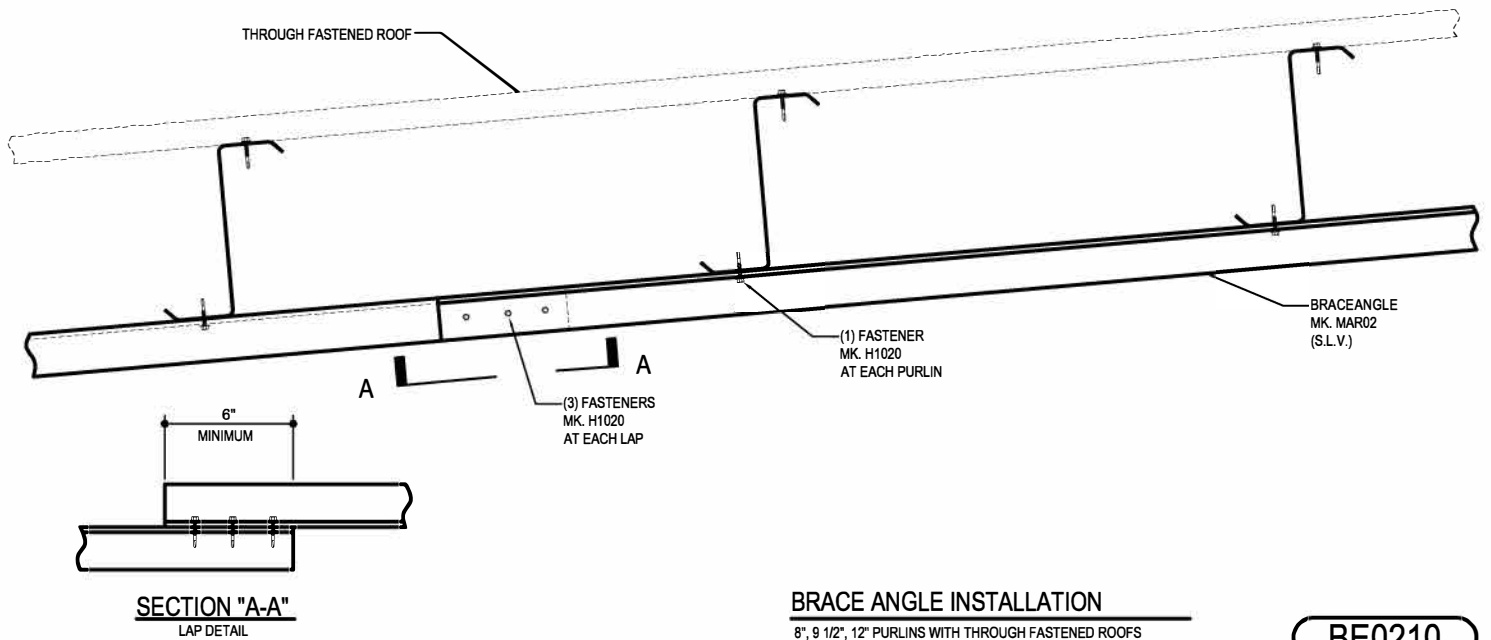 THROUGH FASTENED ROOF
BRACEANGLE
MK. MAR02
(S.L.V.)
(1) FASTENER
MK. H1020
AT EACH PURLIN
A
A
(3) FASTENERS
MK. H1020
AT EACH LAP
6"
MINIMUM
SECTION "A-A"
LAP DETAIL
BRACE ANGLE INSTALLATION
8", 9 1/2", 12" PURLINS WITH THROUGH FASTENED ROOFS
BE0210